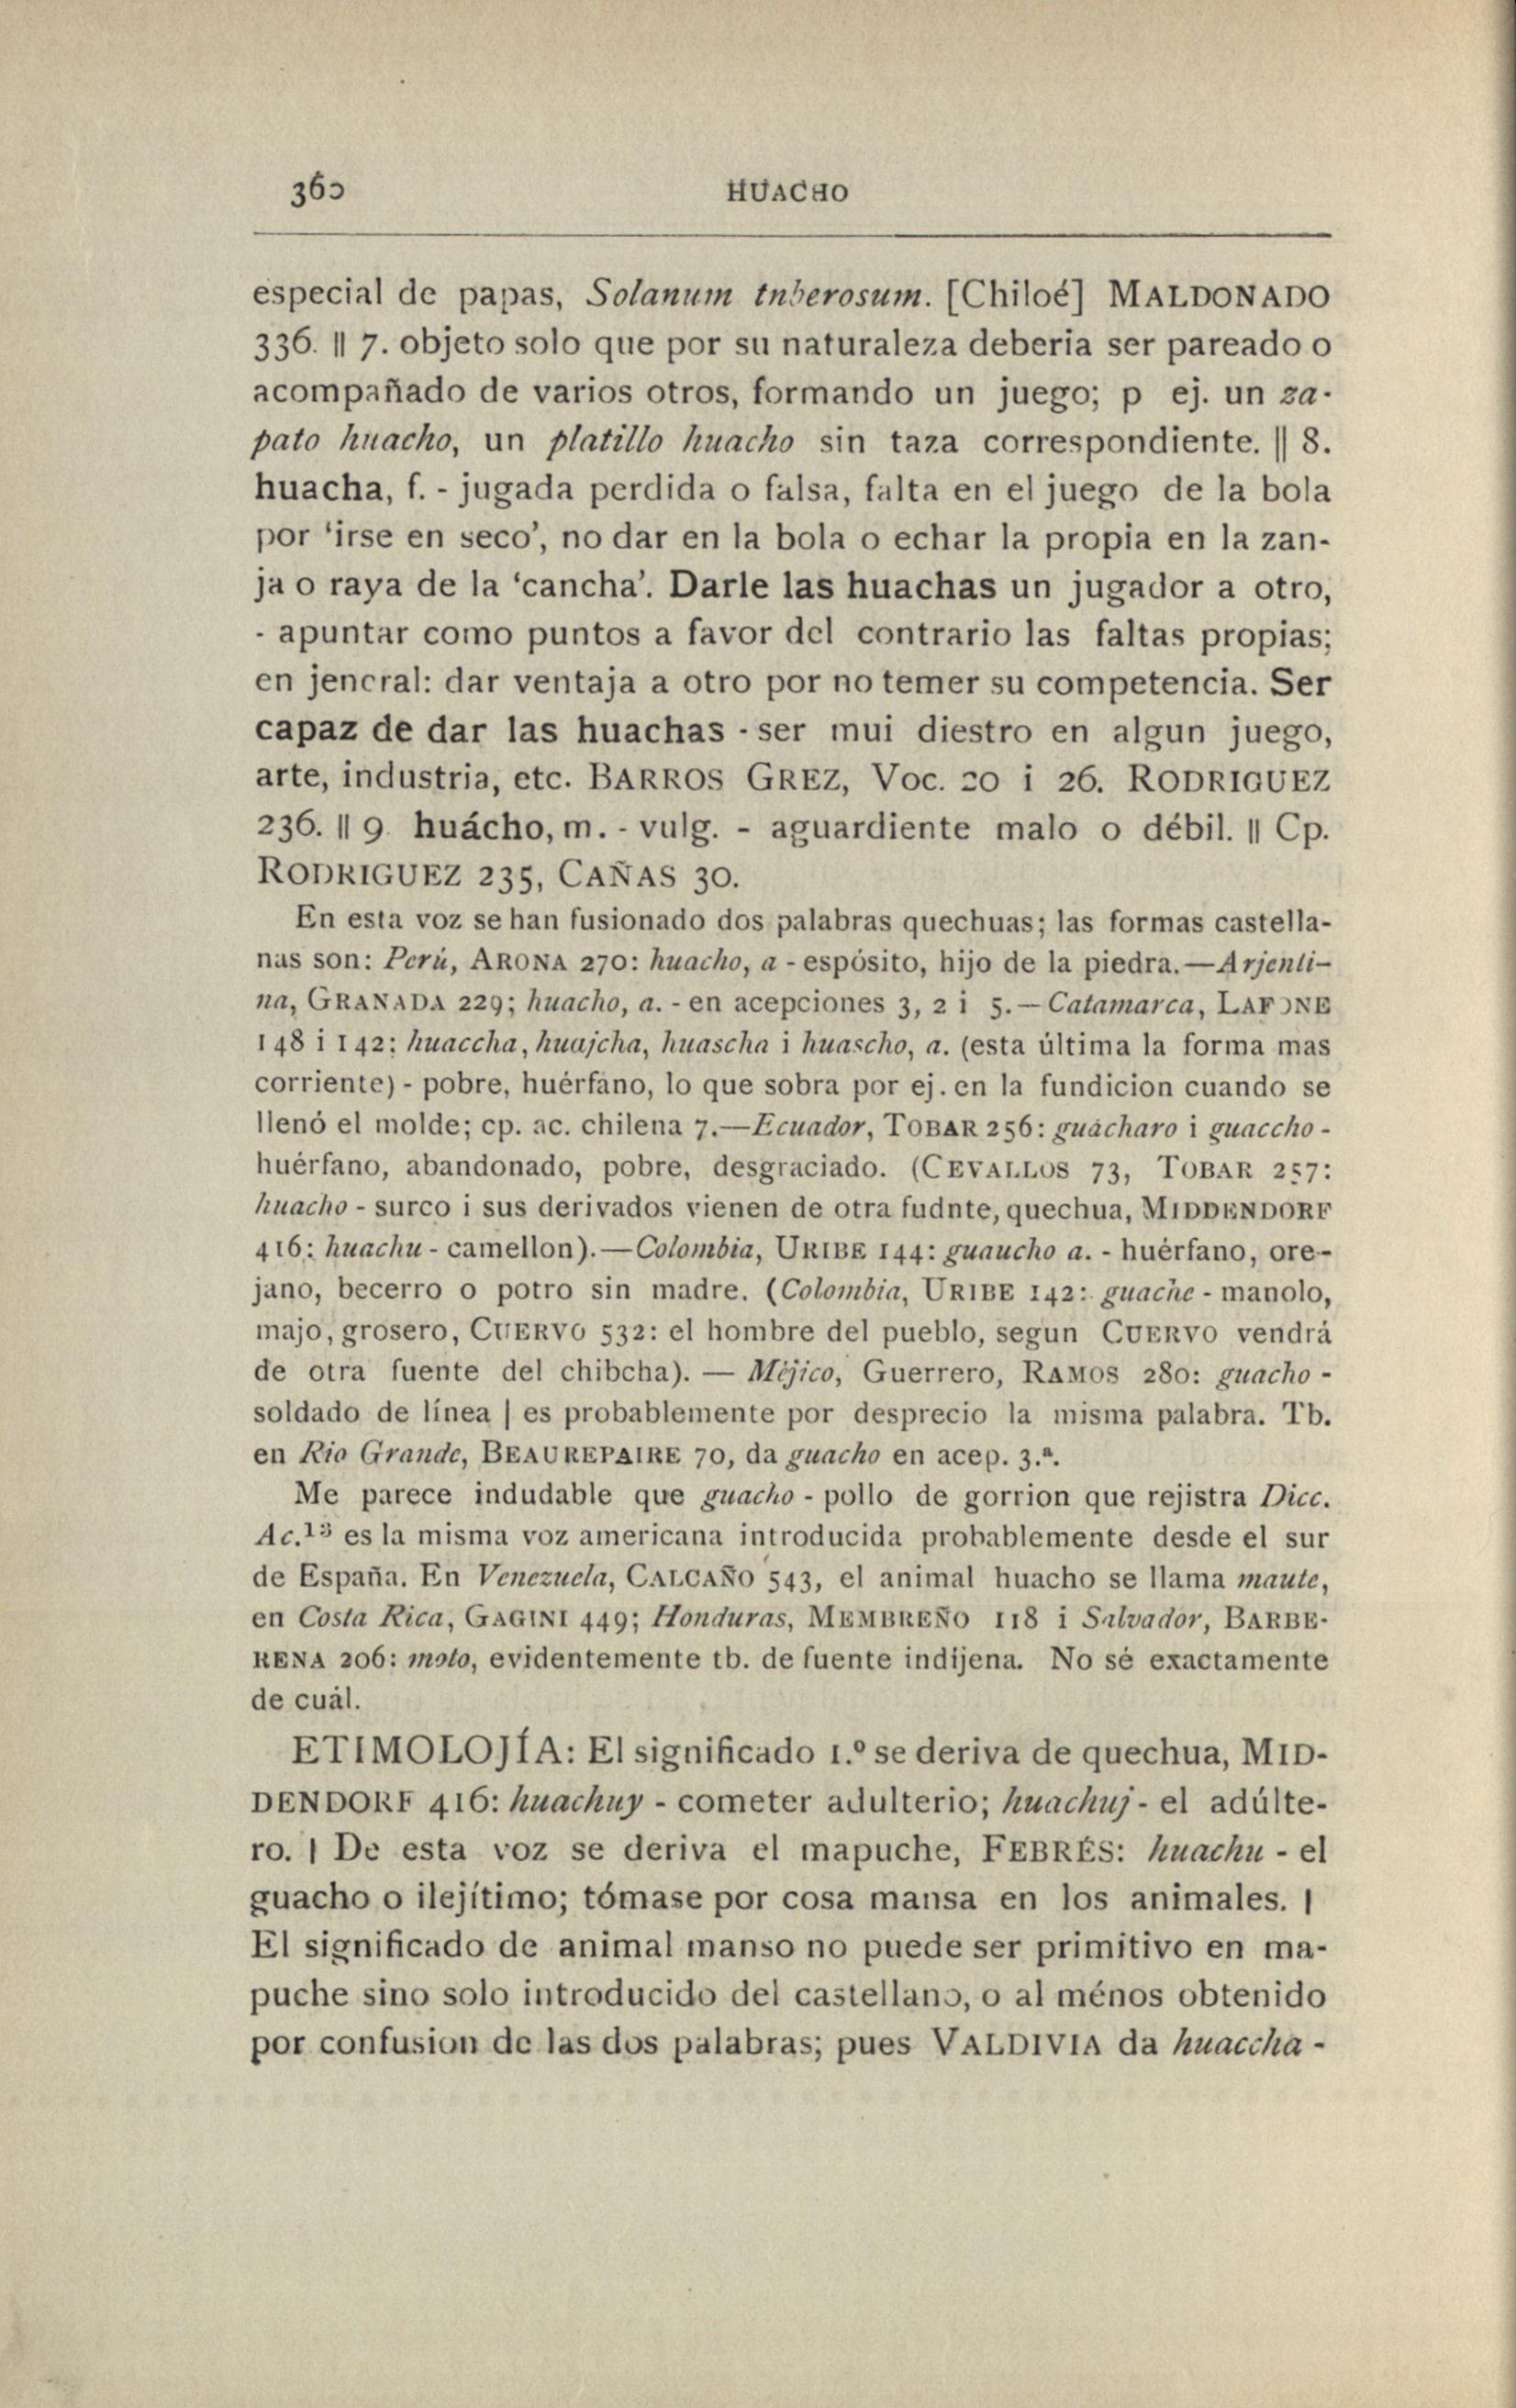 360
HUACHO
especial de papas, Solanum tuberosum. [Chiloé] MALDONADO
336. || 7. objeto solo que por su naturaleza deberia ser pareado o
acompañado de varios otros, formando un juego; p ej. un za-
pato huacho, un platillo huacho sin taza correspondiente. || 8.
huacha, f. - jugada perdida o falsa, falta en el juego de la bola
por ‘irse en seco’, no dar en la bola o echar la propia en la zan-
ja o raya de la ‘cancha’. Darle las huachas un jugador a otro,
- apuntar como puntos a favor del contrario las faltas propias;
en jeneral: dar ventaja a otro por no temer su competencia. Ser
capaz de dar las huachas - ser mui diestro en algun juego,
arte, industria, etc. BARROS GREZ, Voc. 20 i 26. RODRIGUEZ
236. || 9. huácho, m. - vulg. - aguardiente malo o débil. || Cp.
RODRIGUEZ 235, CAÑAS 30.
En esta voz se han fusionado dos palabras quechuas; las formas castella-
nas son: Perú, ARONA 270: huacho, a - espósito, hijo de la piedra.—Arjenti-
na, GRANADA 229; huacho, a. - en acepciones 3, 2 i 5.—Catamarca, LAFONE
148 i 142: huaccha, huajcha, huascha i huascho, a. (esta última la forma mas
corriente) - pobre, huérfano, lo que sobra por ej. en la fundicion cuando se
llenó el molde; cp. ac. chilena 7.—Ecuador, TOBAR 256: guácharo i guaccho -
huérfano, abandonado, pobre, desgraciado. (CEVALLOS 73, TOBAR 257:
huacho - surco i sus derivados vienen de otra fudnte, quechua, MIDDENDORF
416: huachu - camellon).—Colombia, URIBE 144: guaucho a. - huérfano, ore-
jano, becerro o potro sin madre. (Colombia, URIBE 142: guache - manolo,
majo, grosero, CUERVO 532: el hombre del pueblo, segun CUERVO vendrá
de otra fuente del chibcha). — Méjico, Guerrero, RAMOS 280: guacho -
soldado de línea | es probablemente por desprecio la misma palabra. Tb.
en Rio Grande, BEAUREPAIRE 70, da guacho en acep. 3.ª.
Me parece indudable que guacho - pollo de gorrion que rejistra Dicc.
Ac.¹³ es la misma voz americana introducida probablemente desde el sur
de España. En Venezuela, CALCAÑO 543, el animal huacho se llama maute,
en Costa Rica, GAGINI 449; Honduras, MEMBREÑO 118 i Salvador, BARBE-
RENA 206: moto, evidentemente tb. de fuente indíjena. No sé exactamente
de cuál.
ETIMOLOJÍA: El significado 1.º se deriva de quechua, MID-
DENDORF 416: huachuy - cometer adulterio; huachuj - el adúlte-
ro. | De esta voz se deriva el mapuche, FEBRÉS: huachu - el
guacho o ilejítimo; tómase por cosa mansa en los animales. |
El significado de animal manso no puede ser primitivo en ma-
puche sino solo introducido del castellano, o al ménos obtenido
por confusion de las dos palabras; pues VALDIVIA da huaccha -